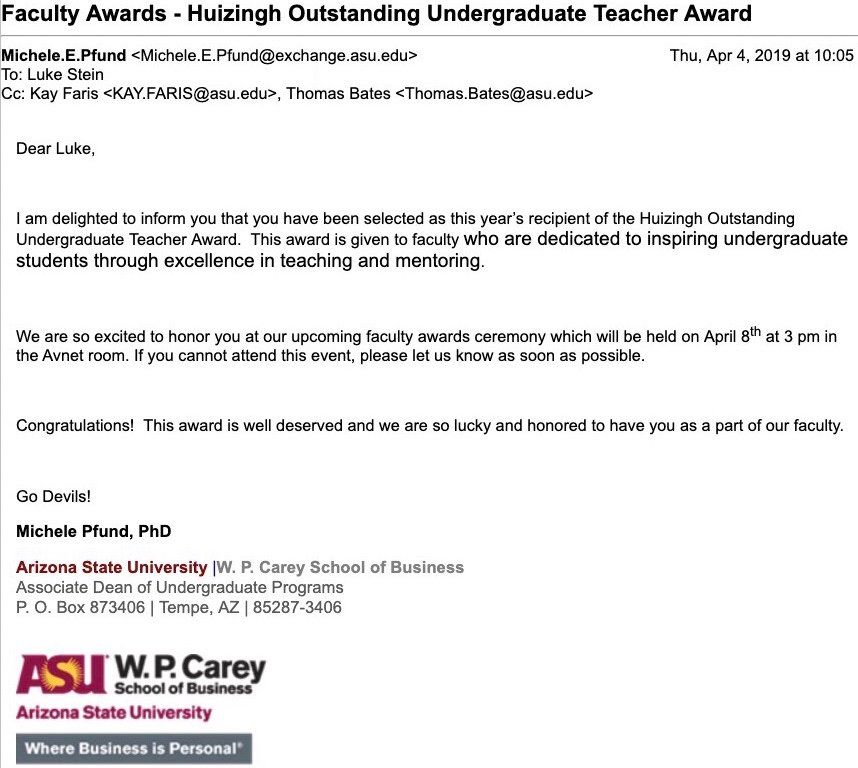 Faculty Awards - Huizingh Outstanding Undergraduate Teacher Award
Michele.E.Pfund <Michele.E.Pfund@exchange.asu.edu> Thu, Apr 4, 2019 at 10:05
To: Luke Stein
Cc: Kay Faris <KAY.FARIS@asu.edu>, Thomas Bates <Thomas.Bates@asu.edu>
Dear Luke,
I am delighted to inform you that you have been selected as this year’s recipient of the Huizingh Outstanding
Undergraduate Teacher Award.  This award is given to faculty who are dedicated to inspiring undergraduate
students through excellence in teaching and mentoring.
We are so excited to honor you at our upcoming faculty awards ceremony which will be held on April 8th at 3 pm in
the Avnet room. If you cannot attend this event, please let us know as soon as possible.
Congratulations!  This award is well deserved and we are so lucky and honored to have you as a part of our faculty.
Go Devils!
Michele Pfund, PhD
Arizona State University |W. P. Carey School of Business
Associate Dean of Undergraduate Programs
P. O. Box 873406 | Tempe, AZ | 85287-3406
ASU W. P. Carey
School of Business
Arizona State University
Where Business is Personal®